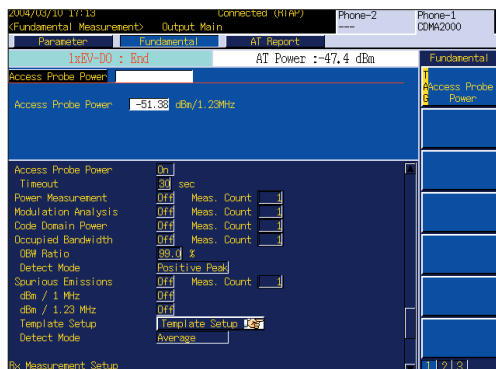 2004/03/10 17:13 Connected (RTAP) Phone-2 Phone-1
<Fundamental Measurement> Output Main ---- CDMA2000
Parameter Fundamental AT Report
1xEV-DO : End AT Power :-47.4 dBm Fundamental
Access Probe Power
TAG
Access Probe Power
Access Probe Power -51.38 dBm/1.23MHz
Access Probe Power On
Timeout 30 sec
Power Measurement Off Meas. Count 1
Modulation Analysis Off Meas. Count 1
Code Domain Power Off Meas. Count 1
Occupied Bandwidth Off Meas. Count 1
OBW Ratio 99.0 %
Detect Mode Positive Peak
Spurious Emissions Off Meas. Count 1
dBm / 1 MHz Off
dBm / 1.23 MHz Off
Template Setup Template Setup
Detect Mode Average
Rx Measurement Setup
1 2 3